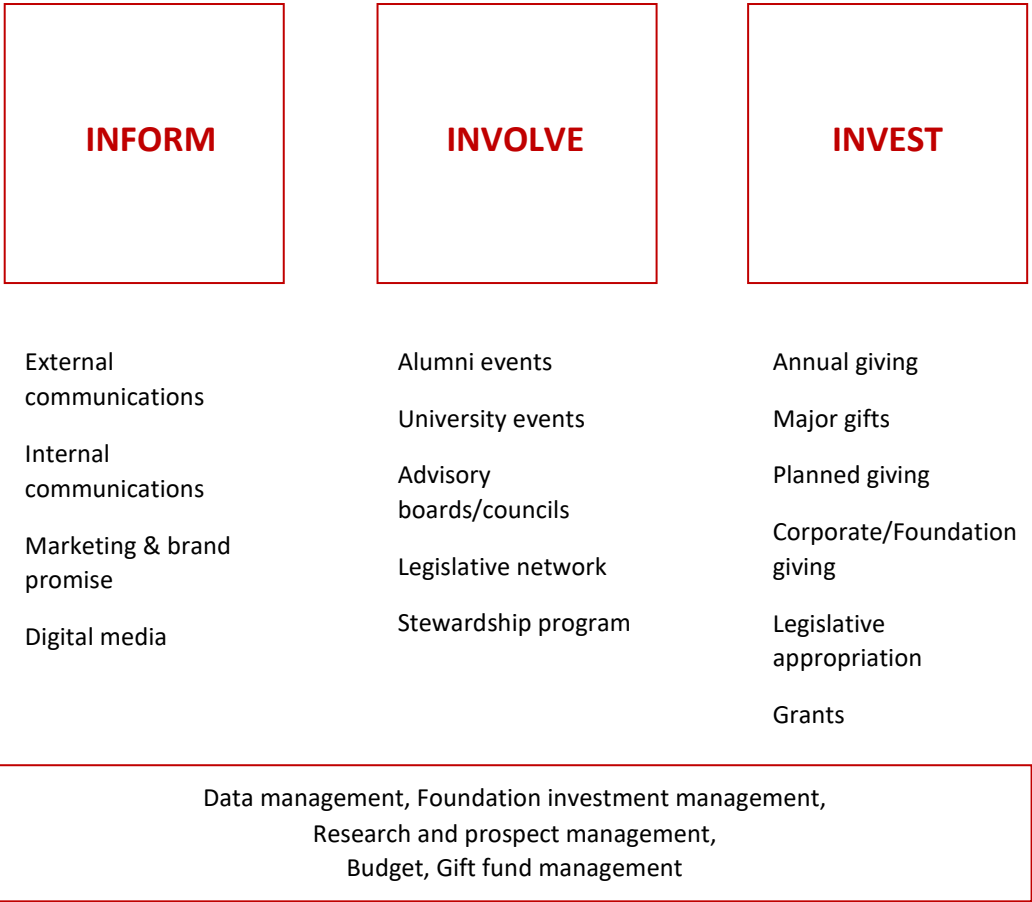 INFORM
INVOLVE
INVEST
External
communications
Internal
communications
Marketing & brand
promise
Digital media
Alumni events
University events
Advisory
boards/councils
Legislative network
Stewardship program
Annual giving
Major gifts
Planned giving
Corporate/Foundation
giving
Legislative
appropriation
Grants
Data management, Foundation investment management,
Research and prospect management,
Budget, Gift fund management